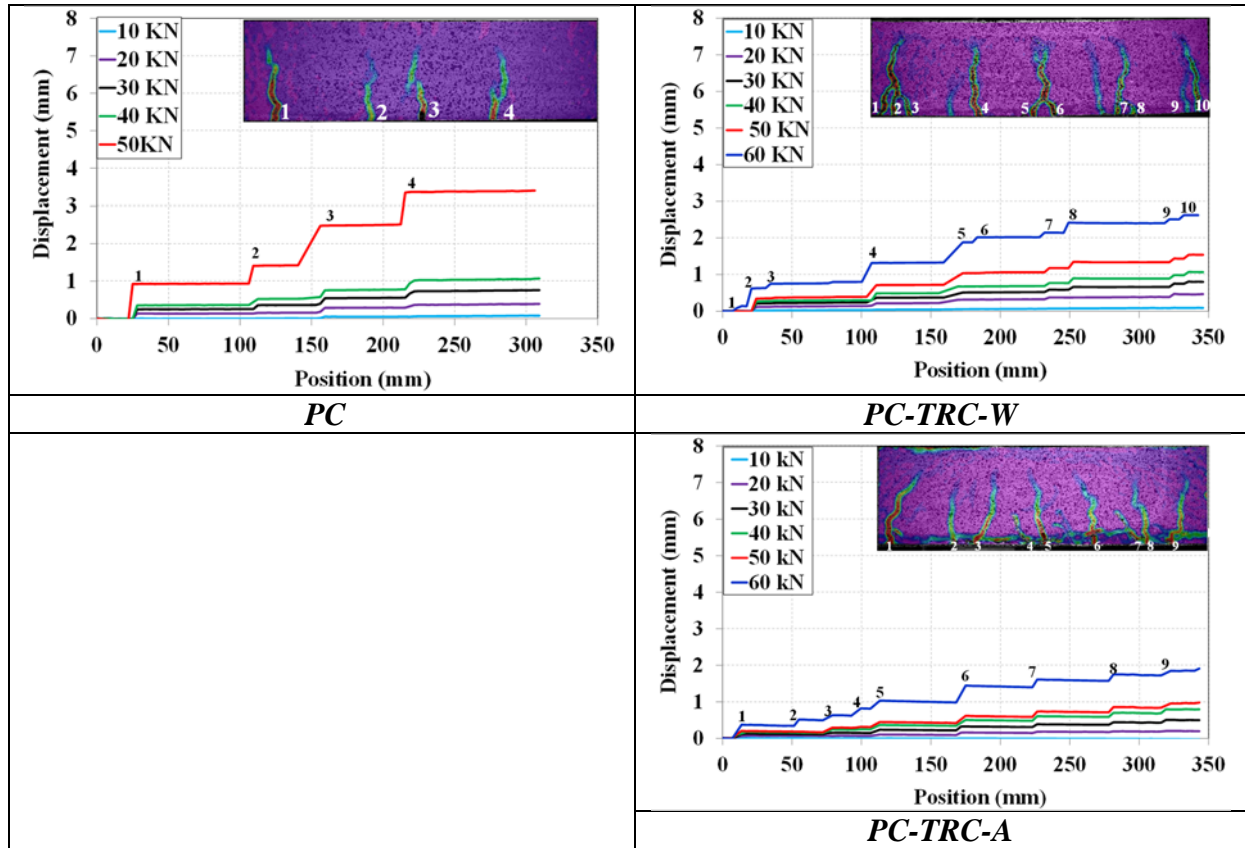 8
7
6
5
4
3
2
1
0
Displacement (mm)
10 KN
20 KN
30 KN
40 KN
50KN
1 2 3 4
1
2
3
4
0 50 100 150 200 250 300 350
Position (mm)
PC
8
7
6
5
4
3
2
1
0
Displacement (mm)
10 KN
20 KN
30 KN
40 KN
50 KN
60 KN
1 2 3 4 5 6 7 8 9 10
1 2 3 4 5 6 7 8 9 10
0 50 100 150 200 250 300 350
Position (mm)
PC-TRC-W
8
7
6
5
4
3
2
1
0
Displacement (mm)
10 kN
20 kN
30 kN
40 kN
50 kN
60 kN
1 2 3 4 5 6 7 8 9
1 2 3 4 5 6 7 8 9
0 50 100 150 200 250 300 350
Position (mm)
PC-TRC-A